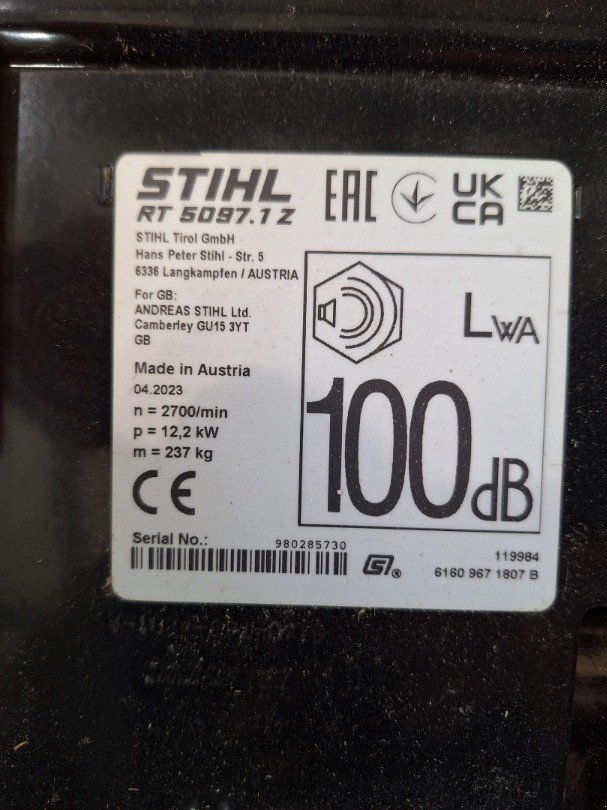 STIHL
RT 5097.1 Z
EAC
UK
CA
STIHL Tirol GmbH
Hans Peter Stihl - Str. 5
6336 Langkampfen / AUSTRIA
For GB:
ANDREAS STIHL Ltd.
Camberley GU15 3YT
GB
Made in Austria
04.2023
n = 2700/min
p = 12,2 kW
m = 237 kg
CE
LWA
100 dB
Serial No.:
980285730
119984
6160 967 1807 B